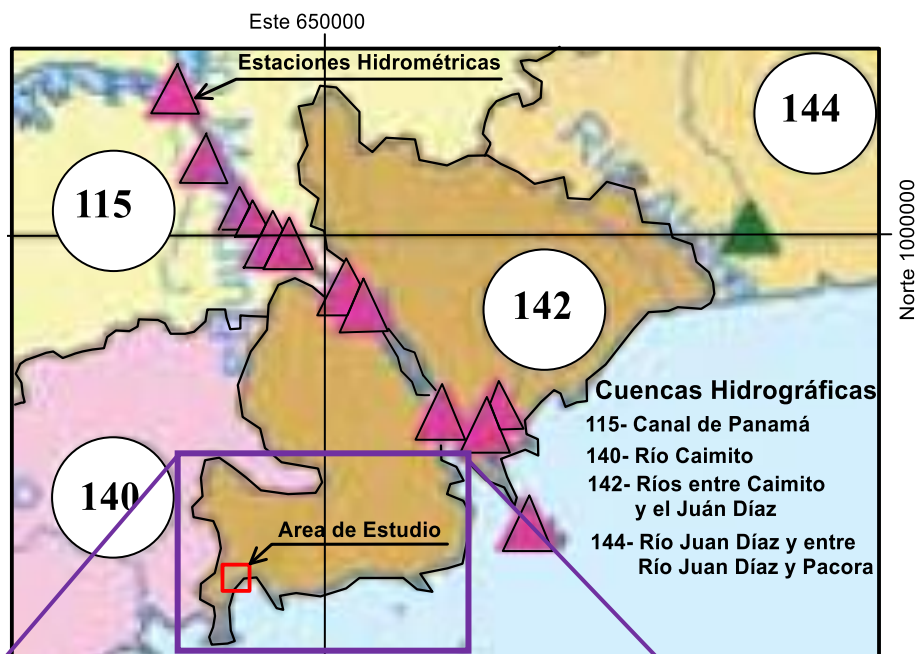 Este 650000
Estaciones Hidrométricas
144
115
Norte 1000000
142
Cuencas Hidrográficas
115- Canal de Panamá
140- Río Caimito
142- Ríos entre Caimito
y el Juán Díaz
144- Río Juan Díaz y entre
Río Juan Díaz y Pacora
140
Area de Estudio